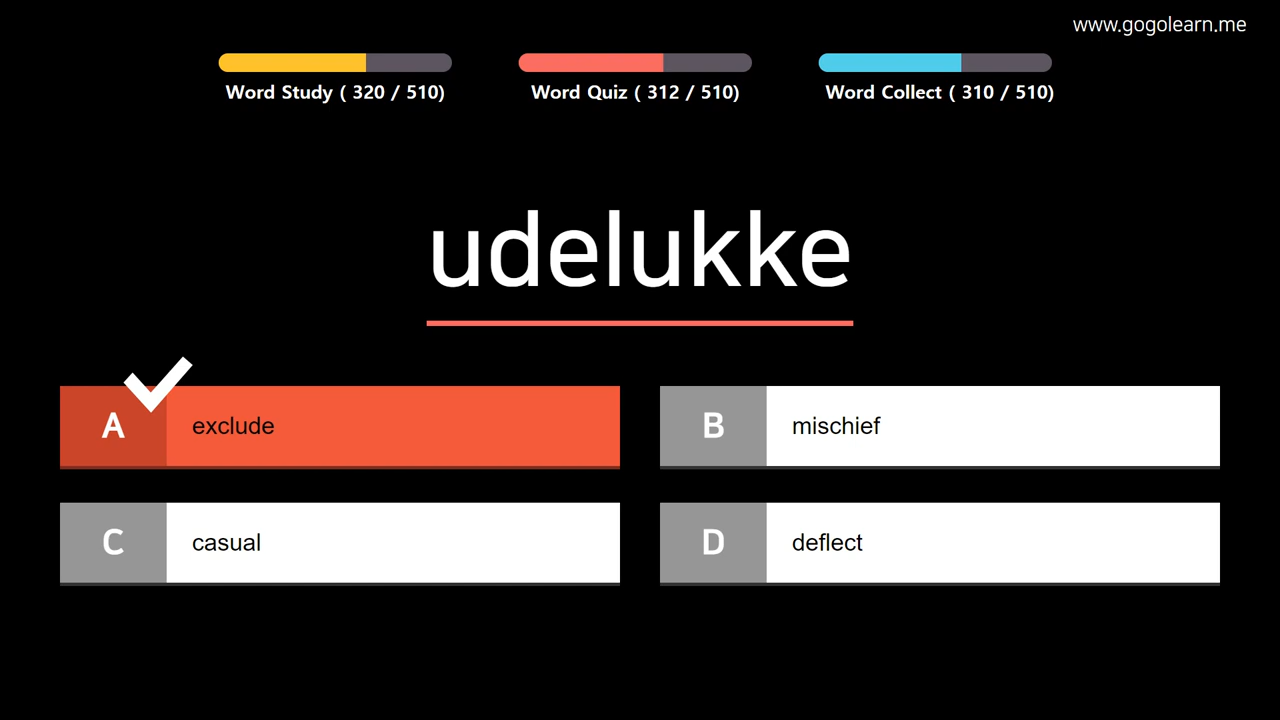 www.gogolearn.me
Word Study ( 320 / 510)
Word Quiz ( 312 / 510)
Word Collect ( 310 / 510)
udelukke
A
exclude
B
mischief
C
casual
D
deflect